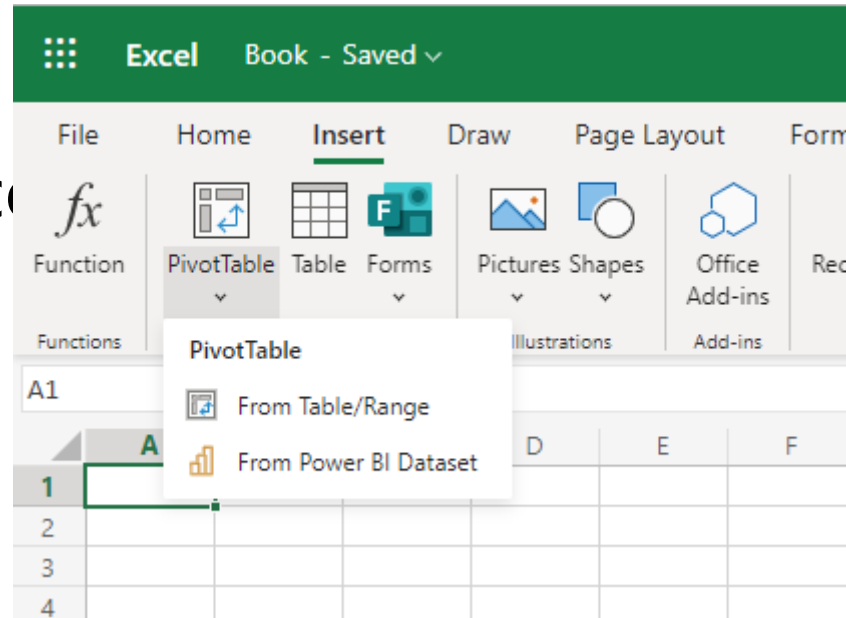 Excel Book - Saved
File Home Insert Draw Page Layout
fx
Function PivotTable Table Forms Pictures Shapes Office Add-ins
Functions Illustrations Add-ins
PivotTable
From Table/Range
From Power BI Dataset
A1
A D E F
1
2
3
4